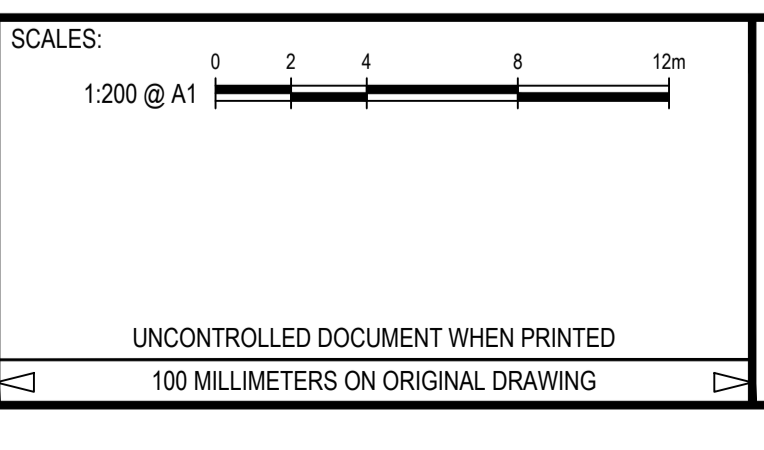 SCALES:
0 2 4 8 12m
1:200 @ A1
UNCONTROLLED DOCUMENT WHEN PRINTED
100 MILLIMETERS ON ORIGINAL DRAWING